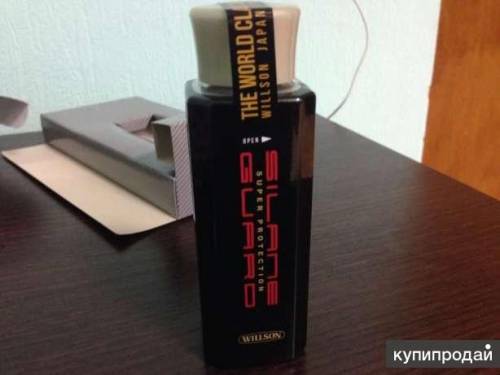 THE WORLD CL
WILLSON JAPAN
OPEN
SILANE
SUPER PROTECTION
GUARD
WILLSON
купипродай